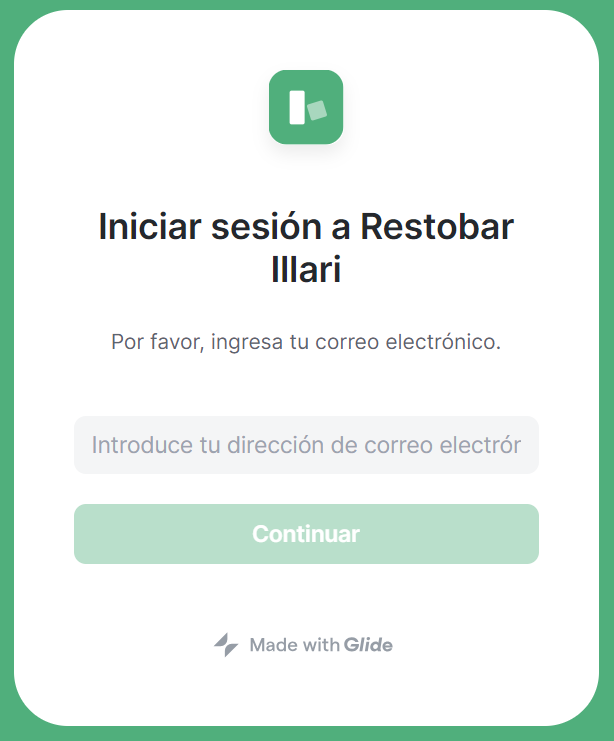 Iniciar sesión a Restobar
Illari
Por favor, ingresa tu correo electrónico.
Introduce tu dirección de correo electrór
Continuar
Made with Glide